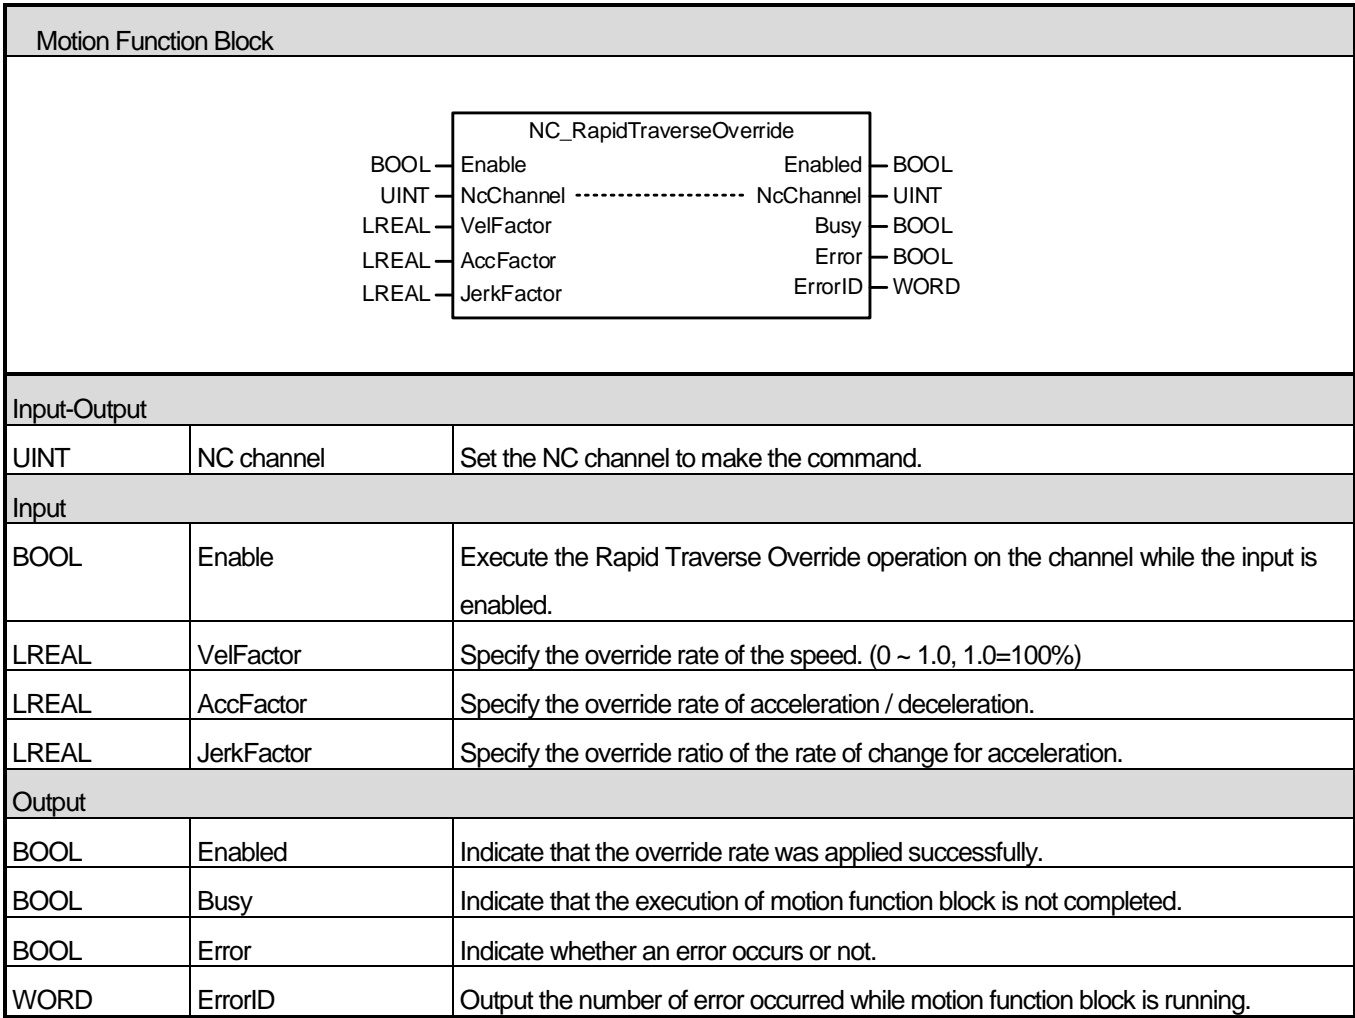 Motion Function Block
NC_RapidTraverseOverride
BOOL Enable Enabled BOOL
UINT NcChannel NcChannel UINT
LREAL VelFactor Busy BOOL
LREAL AccFactor Error BOOL
LREAL JerkFactor ErrorID WORD
Input-Output
UINT NC channel Set the NC channel to make the command.
Input
BOOL Enable Execute the Rapid Traverse Override operation on the channel while the input is
enabled.
LREAL VelFactor Specify the override rate of the speed. (0 ~ 1.0, 1.0=100%)
LREAL AccFactor Specify the override rate of acceleration / deceleration.
LREAL JerkFactor Specify the override ratio of the rate of change for acceleration.
Output
BOOL Enabled Indicate that the override rate was applied successfully.
BOOL Busy Indicate that the execution of motion function block is not completed.
BOOL Error Indicate whether an error occurs or not.
WORD ErrorID Output the number of error occurred while motion function block is running.